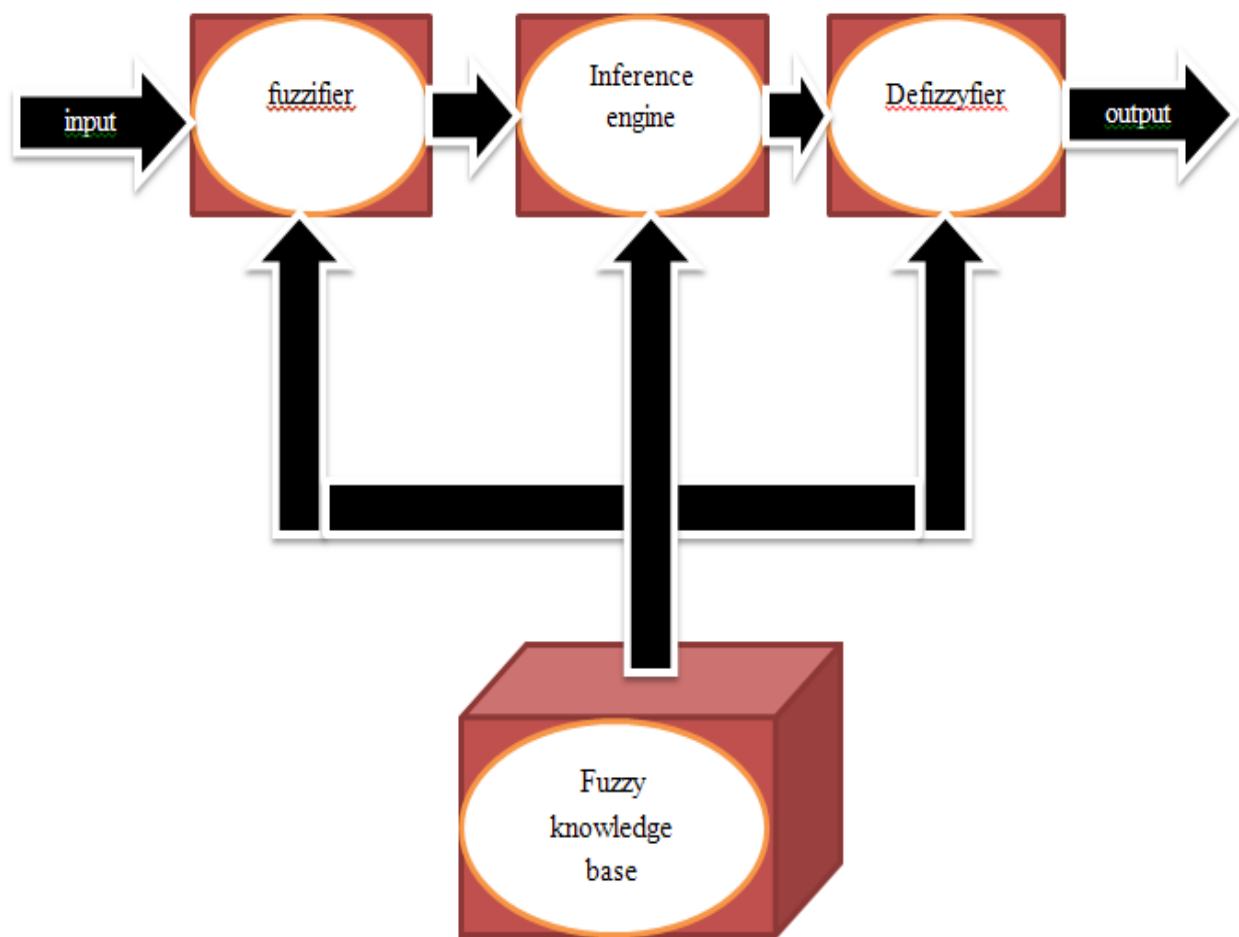 input
fuzzifier
Inference
engine
Defizzyfier
output
Fuzzy
knowledge
base